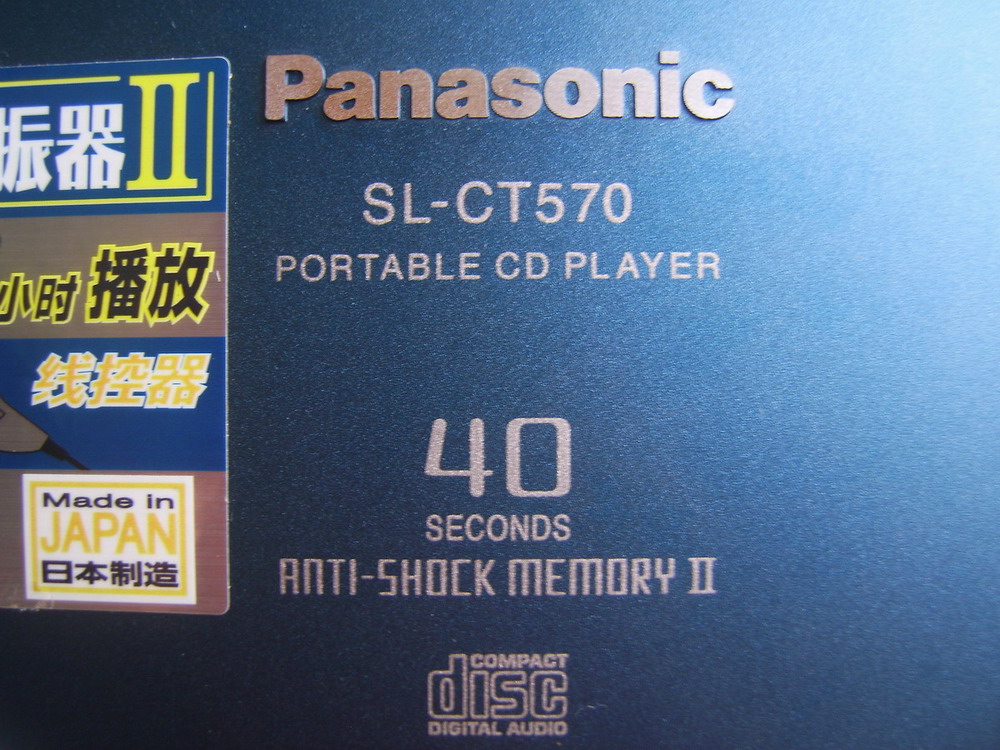 振器II
小时 播放
线控器
Made in
JAPAN
日本制造
Panasonic
SL-CT570
PORTABLE CD PLAYER
40
SECONDS
ANTI-SHOCK MEMORY II
COMPACT
disc
DIGITAL AUDIO